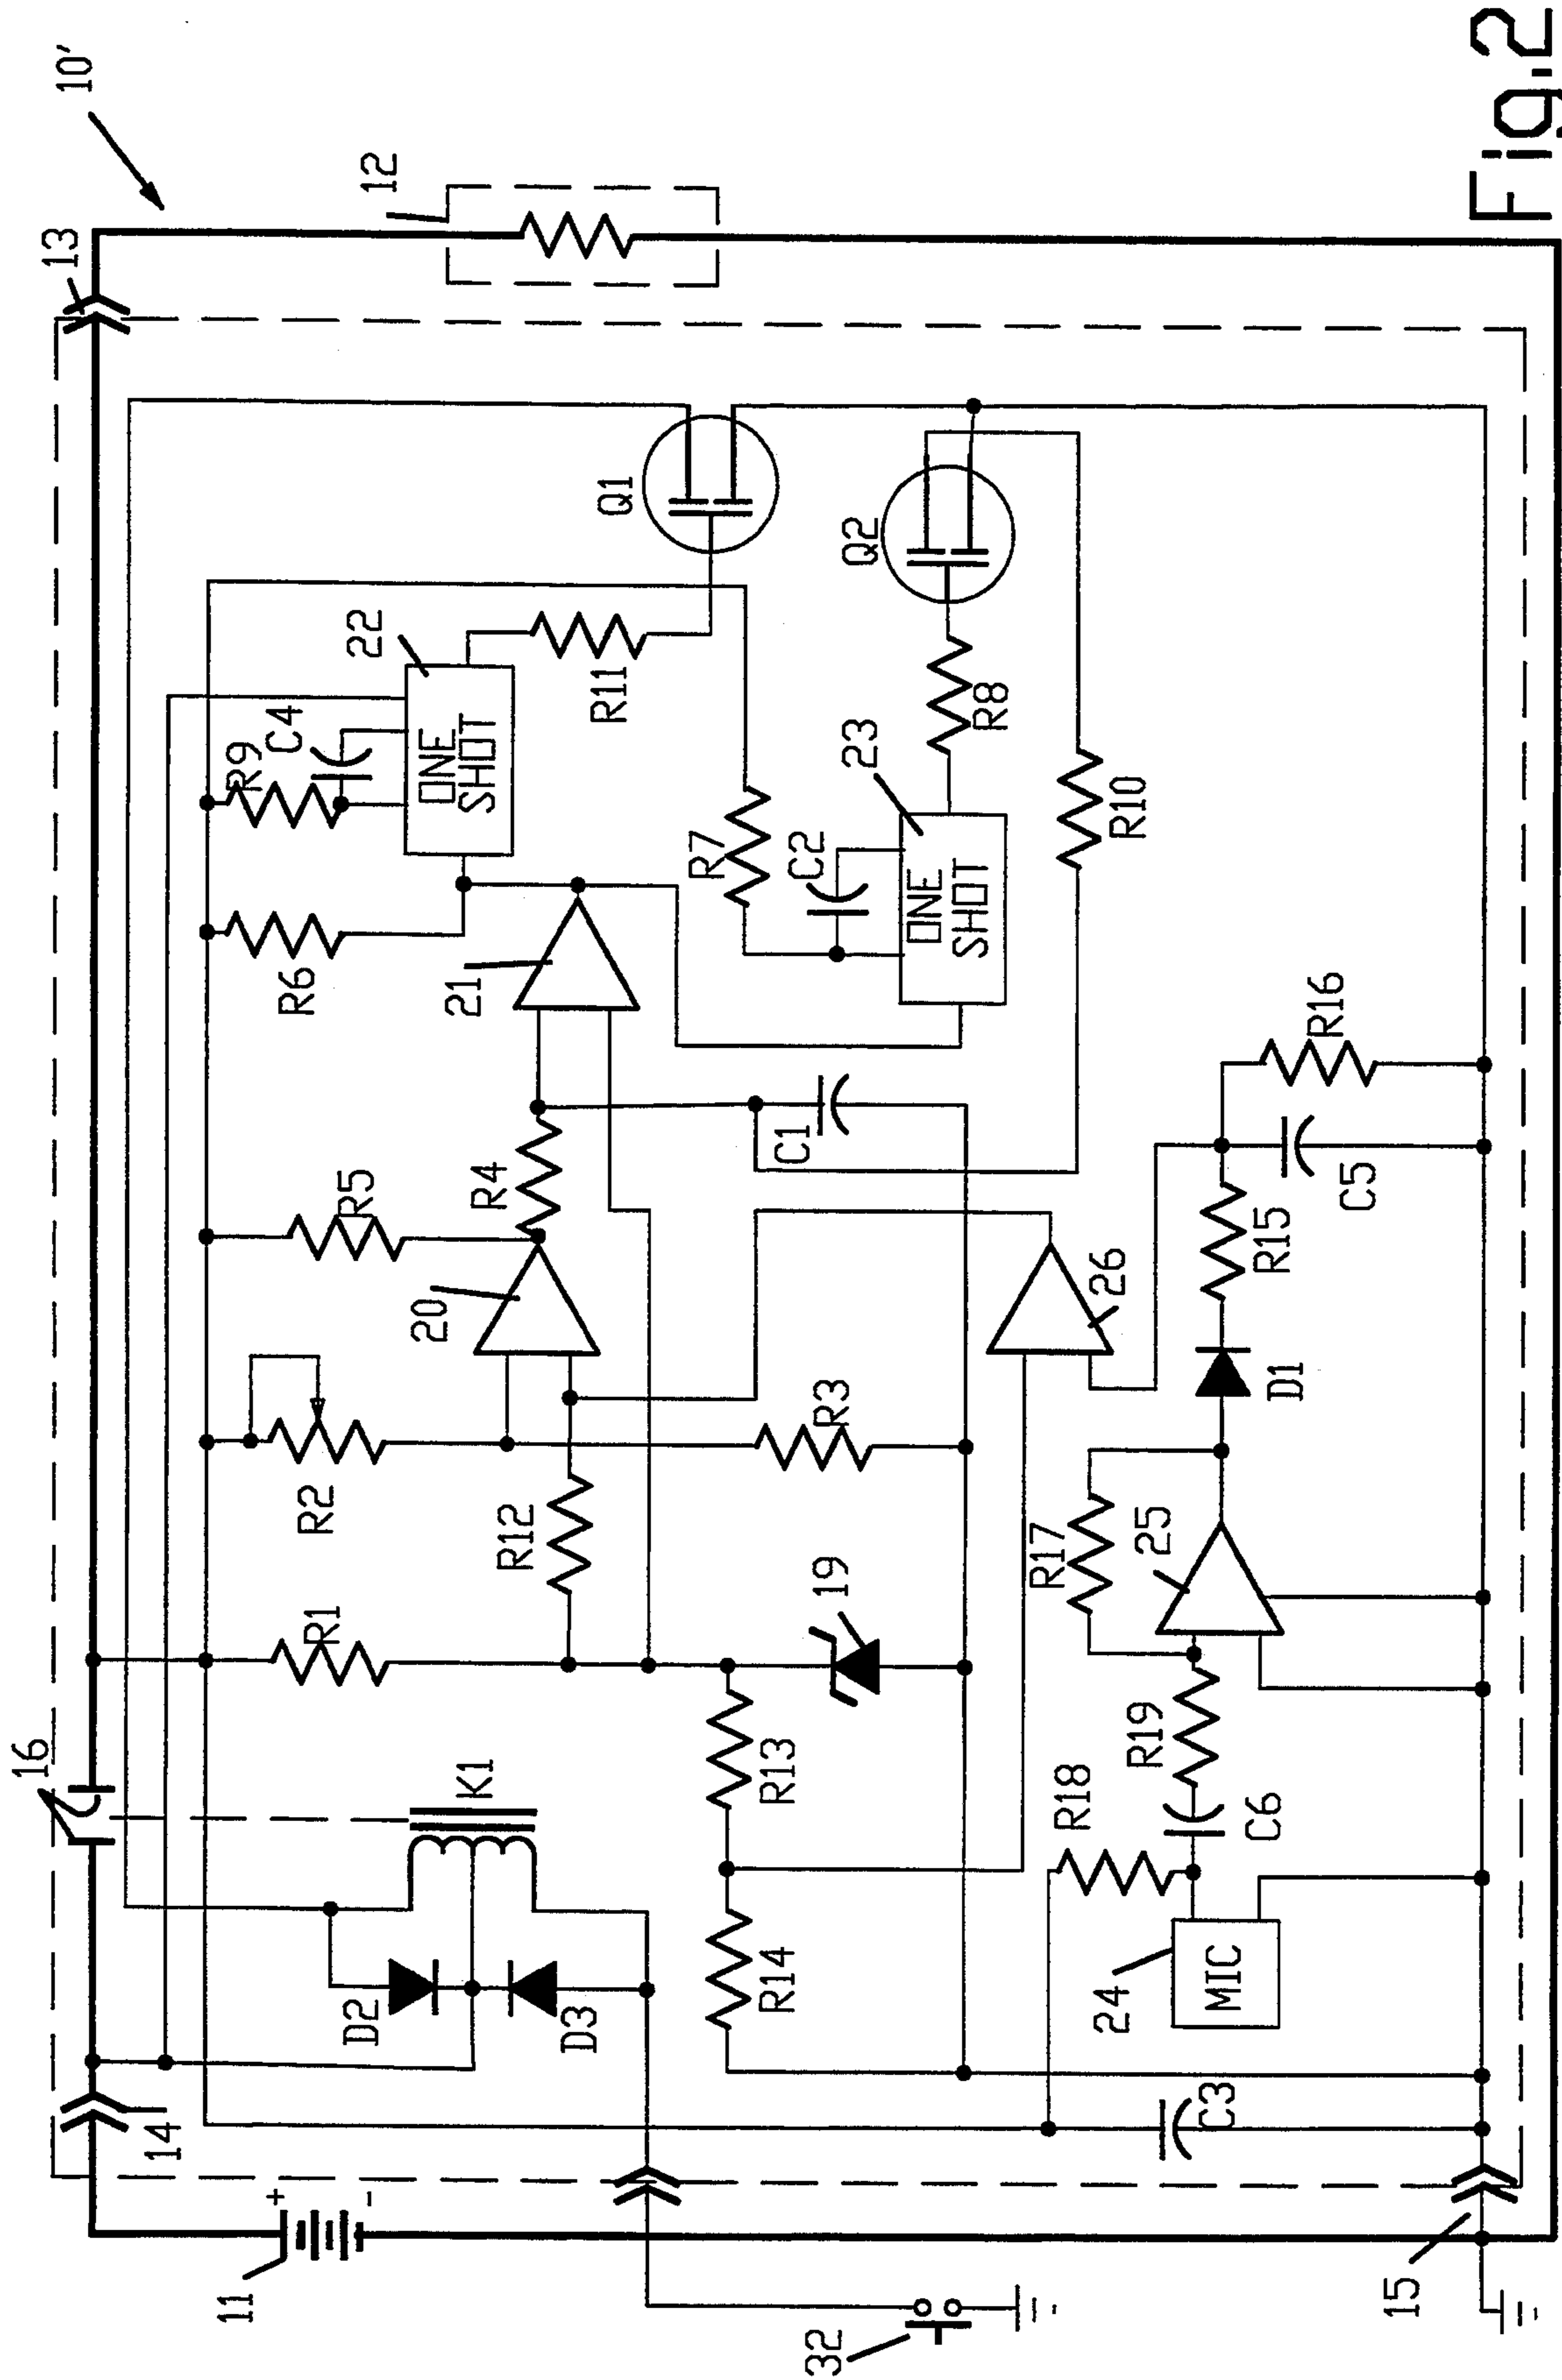 10'
13
12
16
14
11
+
-
R9
C4
22
ONE
SHOT
R11
Q1
R6
21
R7
C2
23
ONE
SHOT
R8
Q2
R10
R5
R4
C1
R2
20
R3
R12
R1
19
K1
D2
D3
R13
R14
26
R16
C5
R15
D1
R17
25
R19
R18
C6
24
MIC
C3
15
32
Fig.2